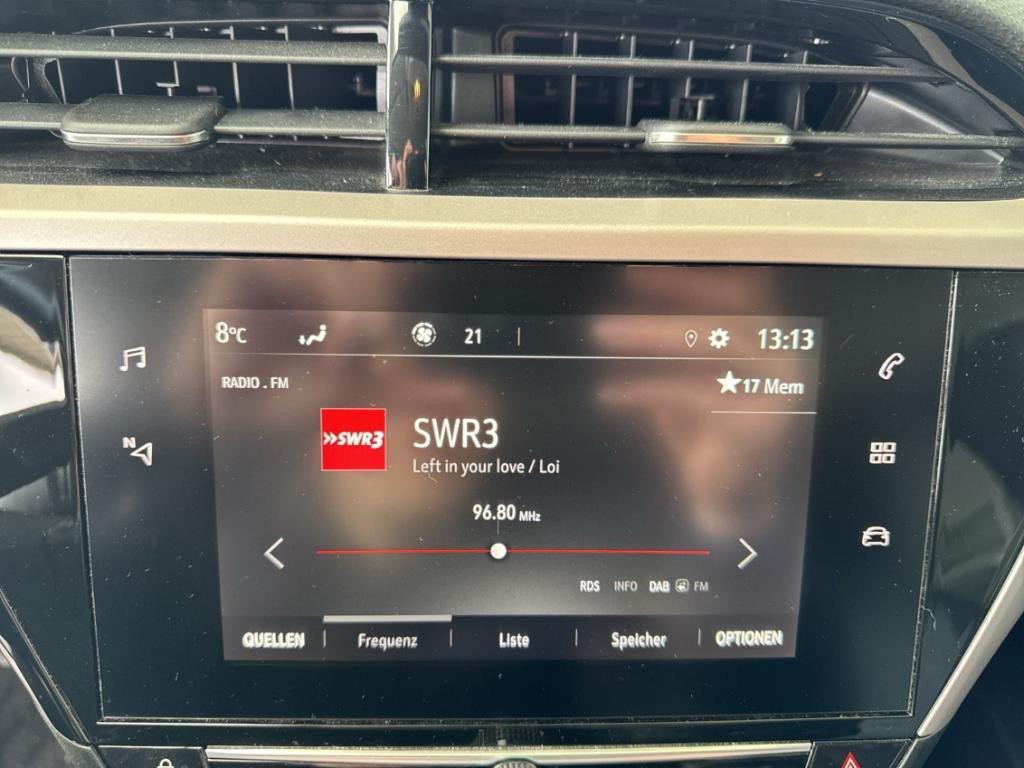 8°C 21 13:13
RADIO . FM 17 Mem
»SWR3 SWR3
Left in your love / Loi
96.80 MHz
N
RDS INFO DAB FM
QUELLEN Frequenz Liste Speicher OPTIONEN